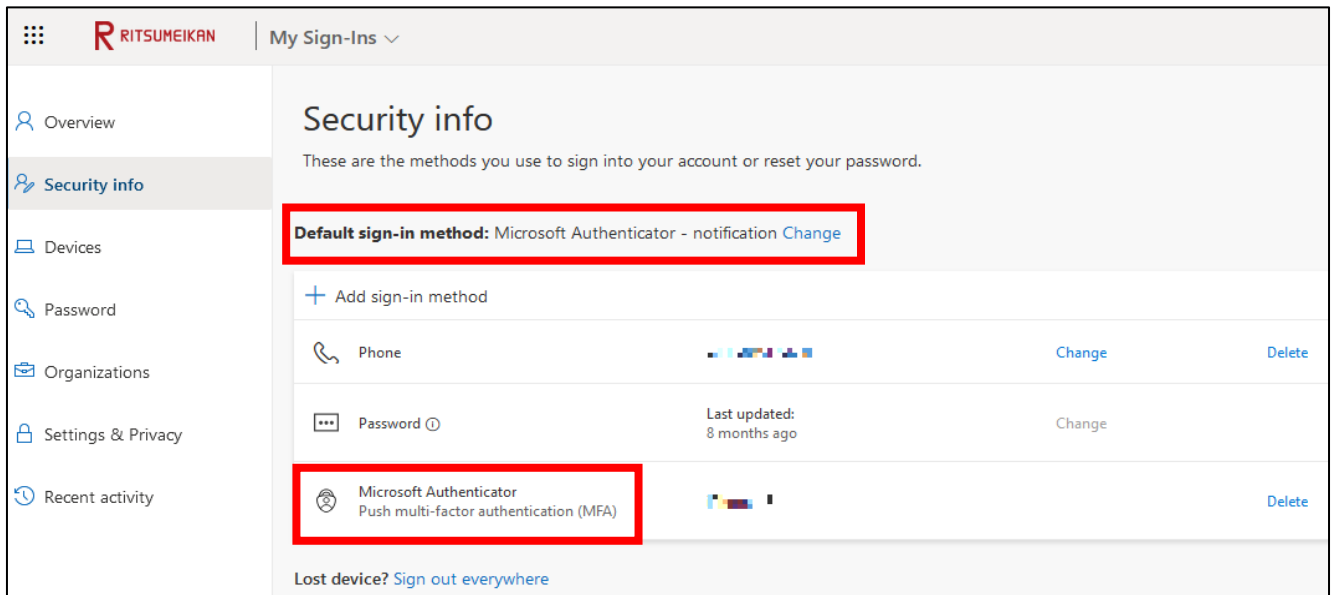 RITSUMEIKAN
My Sign-Ins
Overview
Security info
Devices
Password
Organizations
Settings & Privacy
Recent activity
Security info
These are the methods you use to sign into your account or reset your password.
Default sign-in method: Microsoft Authenticator - notification Change
Add sign-in method
Phone Change Delete
Password Last updated: Change
8 months ago
Microsoft Authenticator Delete
Push multi-factor authentication (MFA)
Lost device? Sign out everywhere